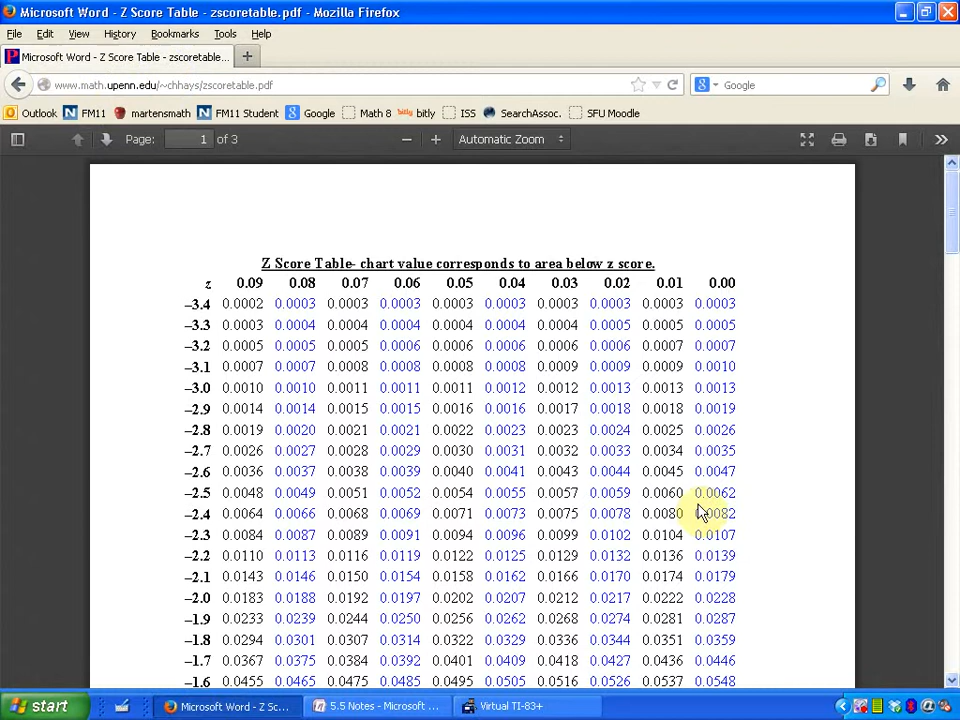 Microsoft Word - Z Score Table - zscoretable.pdf - Mozilla Firefox
File Edit View History Bookmarks Tools Help
Microsoft Word - Z Score Table - zscoretable... +
www.math.upenn.edu/~chhays/zscoretable.pdf Google
Outlook FM11 martensmath FM11 Student Google Math 8 bitly bitly ISS SearchAssoc. SFU Moodle
Page: 1 of 3 Automatic Zoom
Z Score Table- chart value corresponds to area below z score.
z 0.09 0.08 0.07 0.06 0.05 0.04 0.03 0.02 0.01 0.00
–3.4 0.0002 0.0003 0.0003 0.0003 0.0003 0.0003 0.0003 0.0003 0.0003 0.0003
–3.3 0.0003 0.0004 0.0004 0.0004 0.0004 0.0004 0.0004 0.0005 0.0005 0.0005
–3.2 0.0005 0.0005 0.0005 0.0006 0.0006 0.0006 0.0006 0.0006 0.0007 0.0007
–3.1 0.0007 0.0007 0.0008 0.0008 0.0008 0.0008 0.0009 0.0009 0.0009 0.0010
–3.0 0.0010 0.0010 0.0011 0.0011 0.0011 0.0012 0.0012 0.0013 0.0013 0.0013
–2.9 0.0014 0.0014 0.0015 0.0015 0.0016 0.0016 0.0017 0.0018 0.0018 0.0019
–2.8 0.0019 0.0020 0.0021 0.0021 0.0022 0.0023 0.0023 0.0024 0.0025 0.0026
–2.7 0.0026 0.0027 0.0028 0.0029 0.0030 0.0031 0.0032 0.0033 0.0034 0.0035
–2.6 0.0036 0.0037 0.0038 0.0039 0.0040 0.0041 0.0043 0.0044 0.0045 0.0047
–2.5 0.0048 0.0049 0.0051 0.0052 0.0054 0.0055 0.0057 0.0059 0.0060 0.0062
–2.4 0.0064 0.0066 0.0068 0.0069 0.0071 0.0073 0.0075 0.0078 0.0080 0.0082
–2.3 0.0084 0.0087 0.0089 0.0091 0.0094 0.0096 0.0099 0.0102 0.0104 0.0107
–2.2 0.0110 0.0113 0.0116 0.0119 0.0122 0.0125 0.0129 0.0132 0.0136 0.0139
–2.1 0.0143 0.0146 0.0150 0.0154 0.0158 0.0162 0.0166 0.0170 0.0174 0.0179
–2.0 0.0183 0.0188 0.0192 0.0197 0.0202 0.0207 0.0212 0.0217 0.0222 0.0228
–1.9 0.0233 0.0239 0.0244 0.0250 0.0256 0.0262 0.0268 0.0274 0.0281 0.0287
–1.8 0.0294 0.0301 0.0307 0.0314 0.0322 0.0329 0.0336 0.0344 0.0351 0.0359
–1.7 0.0367 0.0375 0.0384 0.0392 0.0401 0.0409 0.0418 0.0427 0.0436 0.0446
–1.6 0.0455 0.0465 0.0475 0.0485 0.0495 0.0505 0.0516 0.0526 0.0537 0.0548
start Microsoft Word - Z Sc... 5.5 Notes - Microsoft ... Virtual TI-83+